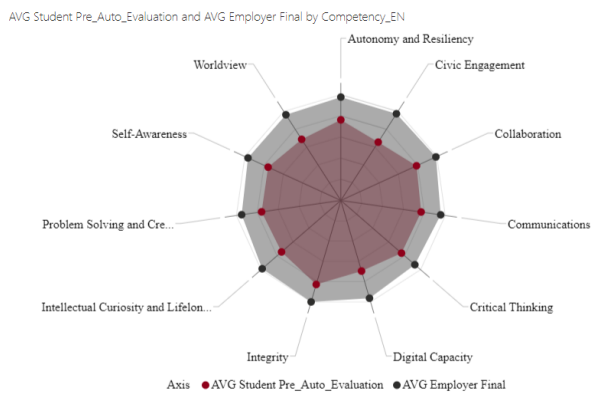 AVG Student Pre_Auto_Evaluation and AVG Employer Final by Competency_EN
Autonomy and Resiliency
Worldview
Civic Engagement
Self-Awareness
Collaboration
Problem Solving and Cre...
Communications
Intellectual Curiosity and Lifelon...
Critical Thinking
Integrity
Digital Capacity
Axis AVG Student Pre_Auto_Evaluation AVG Employer Final